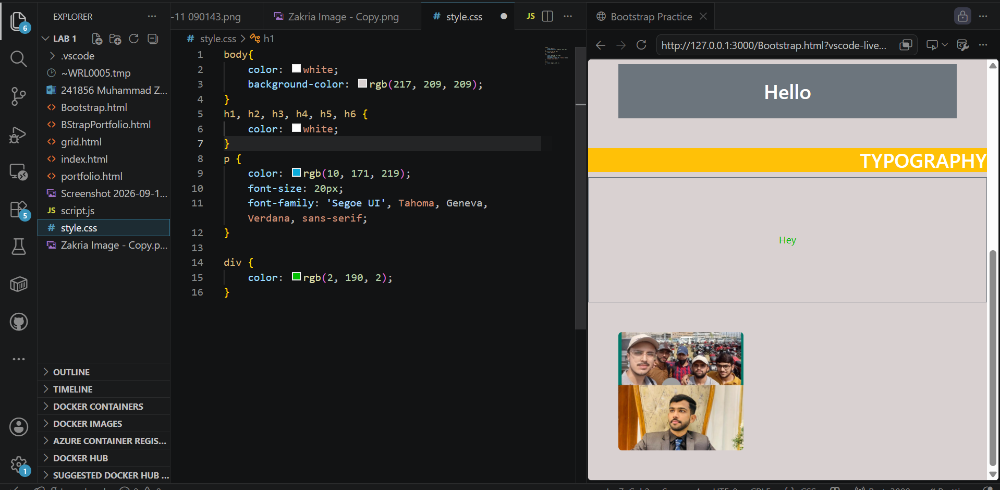 EXPLORER
LAB 1
.vscode
~WRL0005.tmp
241856 Muhammad Z...
Bootstrap.html
BStrapPortfolio.html
grid.html
index.html
portfolio.html
Screenshot 2026-09-1...
JS script.js
# style.css
Zakria Image - Copy.p...
OUTLINE
TIMELINE
DOCKER CONTAINERS
DOCKER IMAGES
AZURE CONTAINER REGIS...
DOCKER HUB
SUGGESTED DOCKER HUB ...
6
5
1
-11 090143.png
Zakria Image - Copy.png
# style.css
JS
# style.css > h1
1 body{
2 color: white;
3 background-color: rgb(217, 209, 209);
4 }
5 h1, h2, h3, h4, h5, h6 {
6 color: white;
7 }
8 p {
9 color: rgb(10, 171, 219);
10 font-size: 20px;
11 font-family: 'Segoe UI', Tahoma, Geneva,
Verdana, sans-serif;
12 }
13
14 div {
15 color: rgb(2, 190, 2);
16 }
Bootstrap Practice
http://127.0.0.1:3000/Bootstrap.html?vscode-live...
Hello
TYPOGRAPHY
Hey